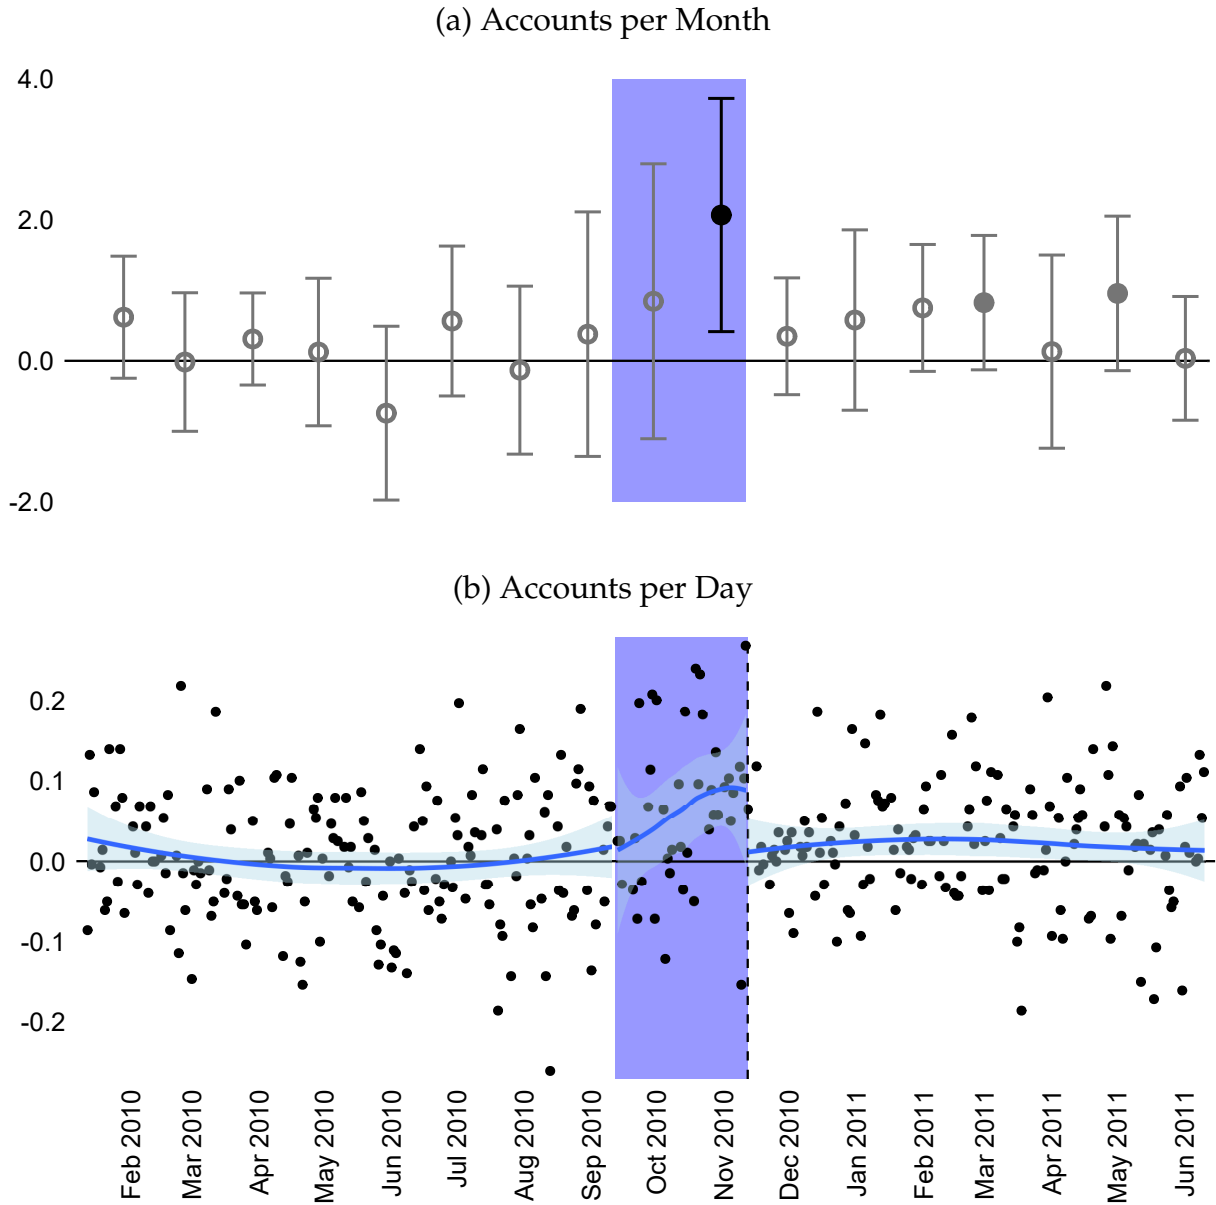 (a) Accounts per Month
4.0
2.0
0.0
-2.0
(b) Accounts per Day
0.2
0.1
0.0
-0.1
-0.2
Feb 2010
Mar 2010
Apr 2010
May 2010
Jun 2010
Jul 2010
Aug 2010
Sep 2010
Oct 2010
Nov 2010
Dec 2010
Jan 2011
Feb 2011
Mar 2011
Apr 2011
May 2011
Jun 2011